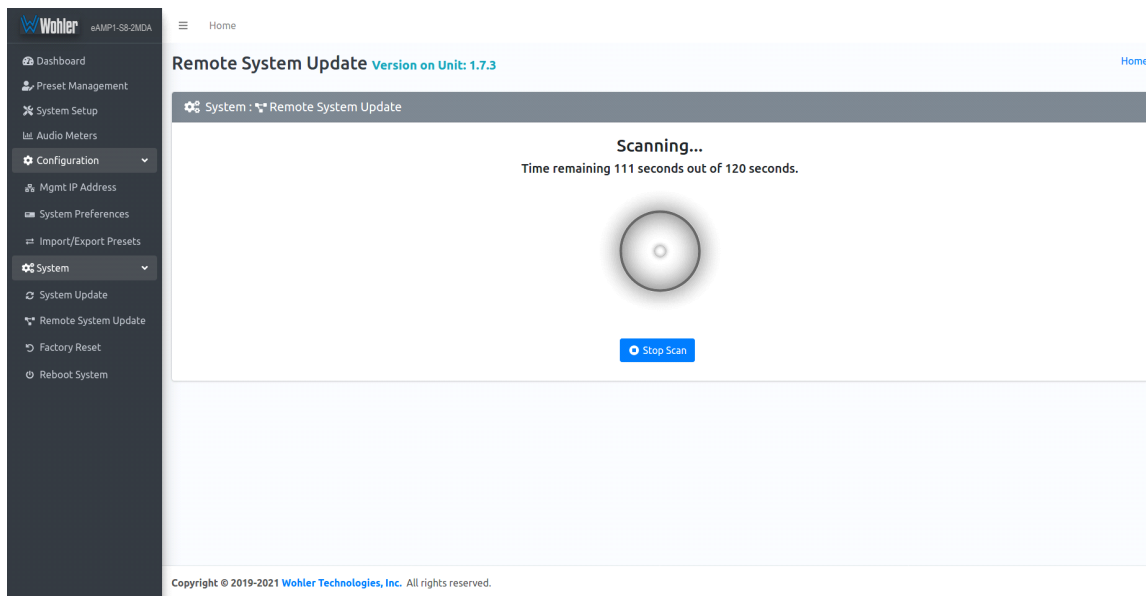 Wohler eAMP1-S8-2MDA
Home
Dashboard
Preset Management
System Setup
Audio Meters
Configuration
Mgmt IP Address
System Preferences
Import/Export Presets
System
System Update
Remote System Update
Factory Reset
Reboot System
Remote System Update Version on Unit: 1.7.3
Home
System : Remote System Update
Scanning...
Time remaining 111 seconds out of 120 seconds.
Stop Scan
Copyright © 2019-2021 Wohler Technologies, Inc. All rights reserved.